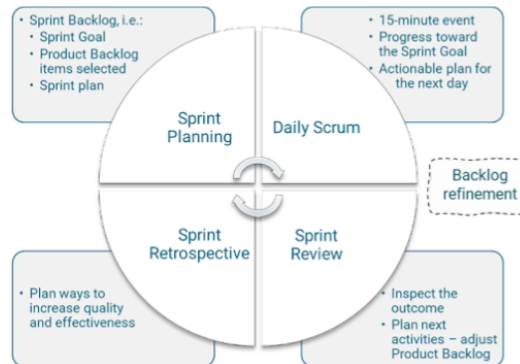 • Sprint Backlog, i.e.:
• Sprint Goal
• Product Backlog
items selected
• Sprint plan
• 15-minute event
• Progress toward
the Sprint Goal
• Actionable plan for
the next day
Sprint
Planning
Daily Scrum
Backlog
refinement
Sprint
Retrospective
Sprint
Review
• Plan ways to
increase quality
and effectiveness
• Inspect the
outcome
• Plan next
activities – adjust
Product Backlog